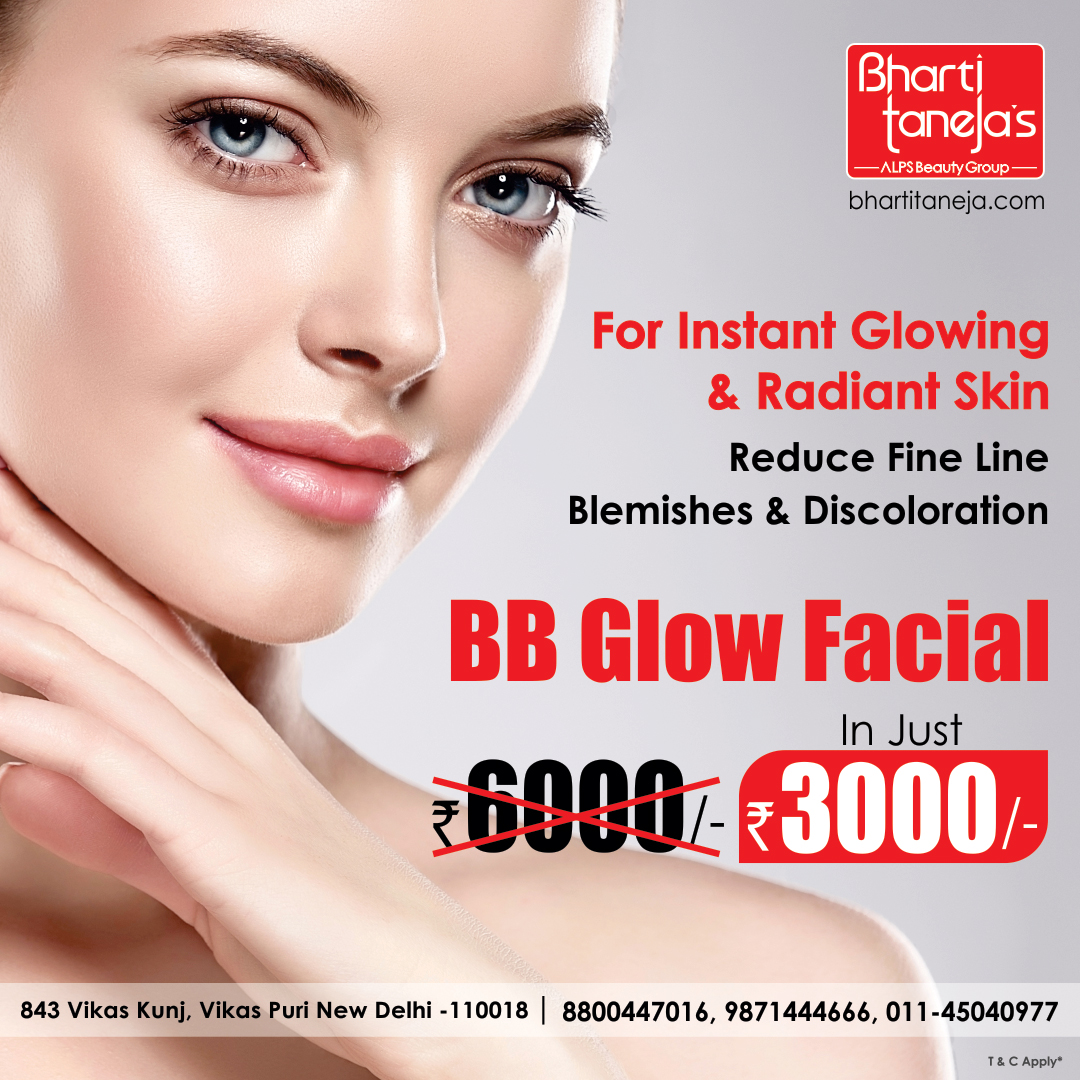 Bharti
taneja's
ALPS Beauty Group
bhartitaneja.com
For Instant Glowing
& Radiant Skin
Reduce Fine Line
Blemishes & Discoloration
BB Glow Facial
In Just
₹6000/- ₹3000/-
843 Vikas Kunj, Vikas Puri New Delhi -110018 | 8800447016, 9871444666, 011-45040977
T & C Apply*